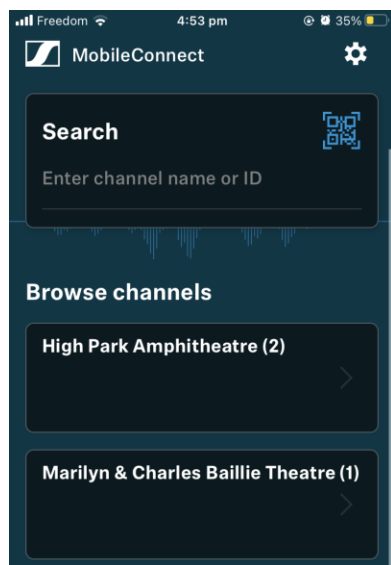 Freedom 4:53 pm 35%
MobileConnect
Search
Enter channel name or ID
Browse channels
High Park Amphitheatre (2)
Marilyn & Charles Baillie Theatre (1)